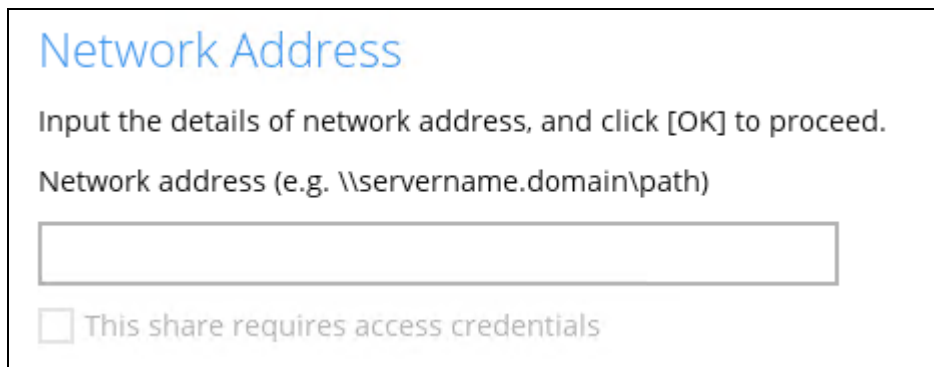 Network Address
Input the details of network address, and click [OK] to proceed.
Network address (e.g. \\servername.domain\path)
This share requires access credentials